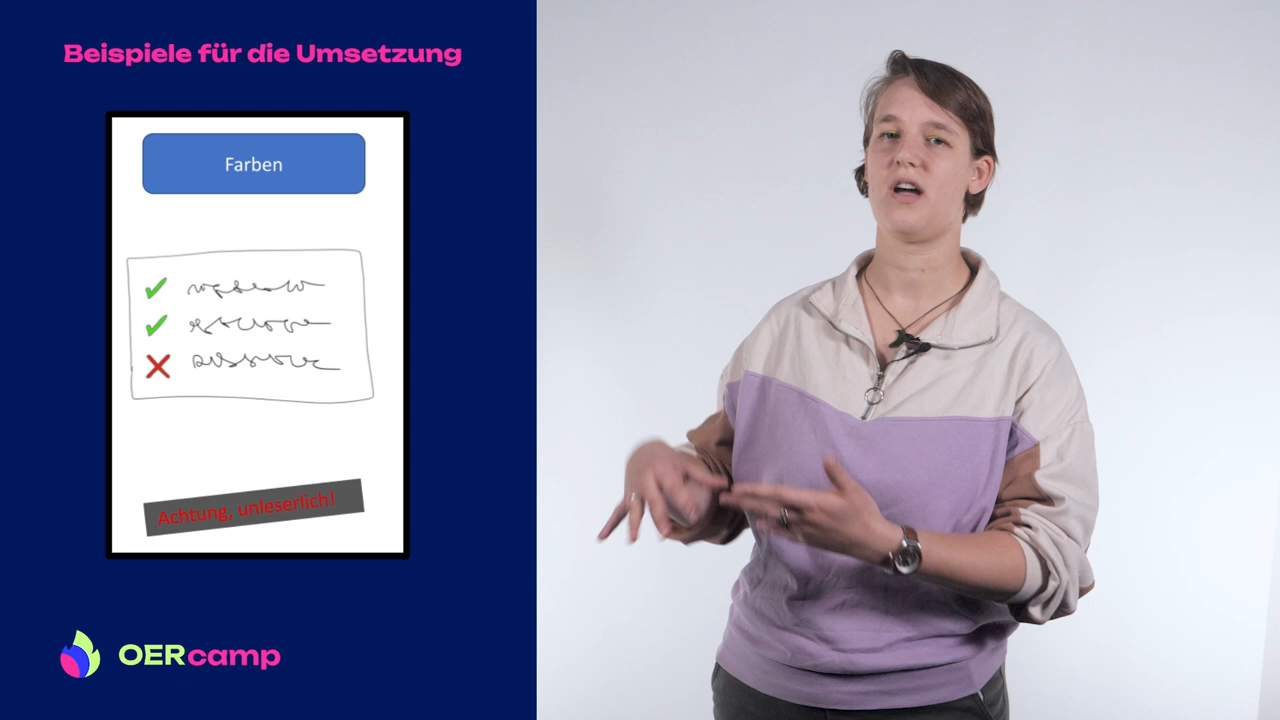 Beispiele für die Umsetzung
Farben
Achtung, unleserlich!
OERcamp